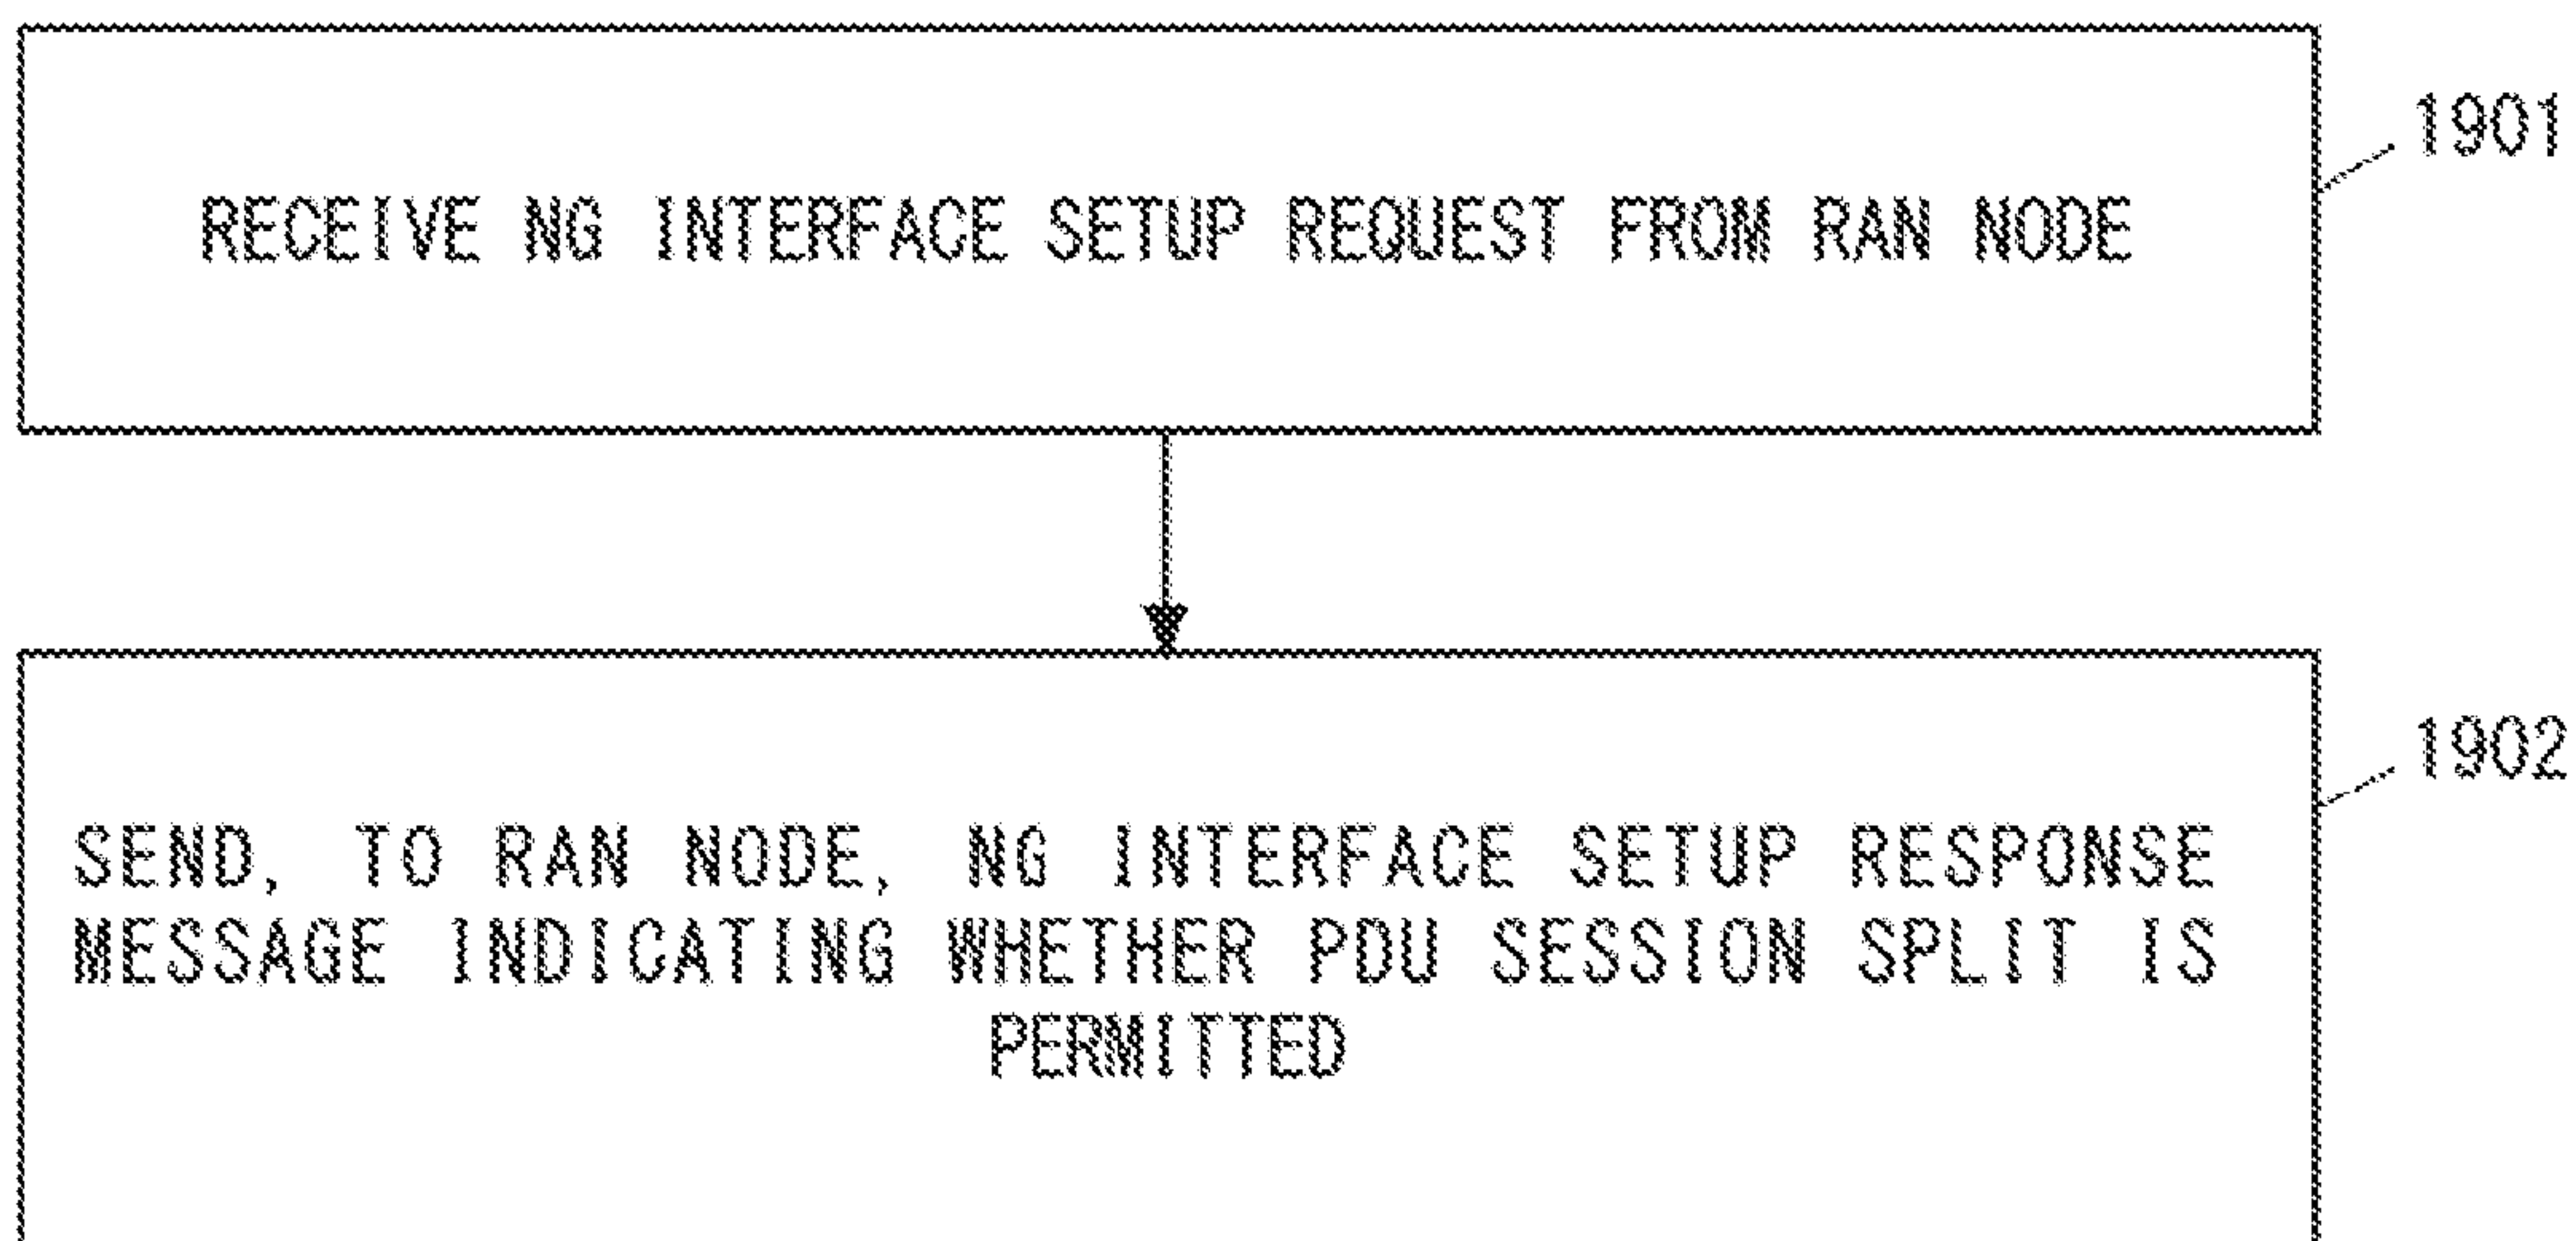 RECEIVE NG INTERFACE SETUP REQUEST FROM RAN NODE
1901
SEND, TO RAN NODE, NG INTERFACE SETUP RESPONSE
MESSAGE INDICATING WHETHER PDU SESSION SPLIT IS
PERMITTED
1902